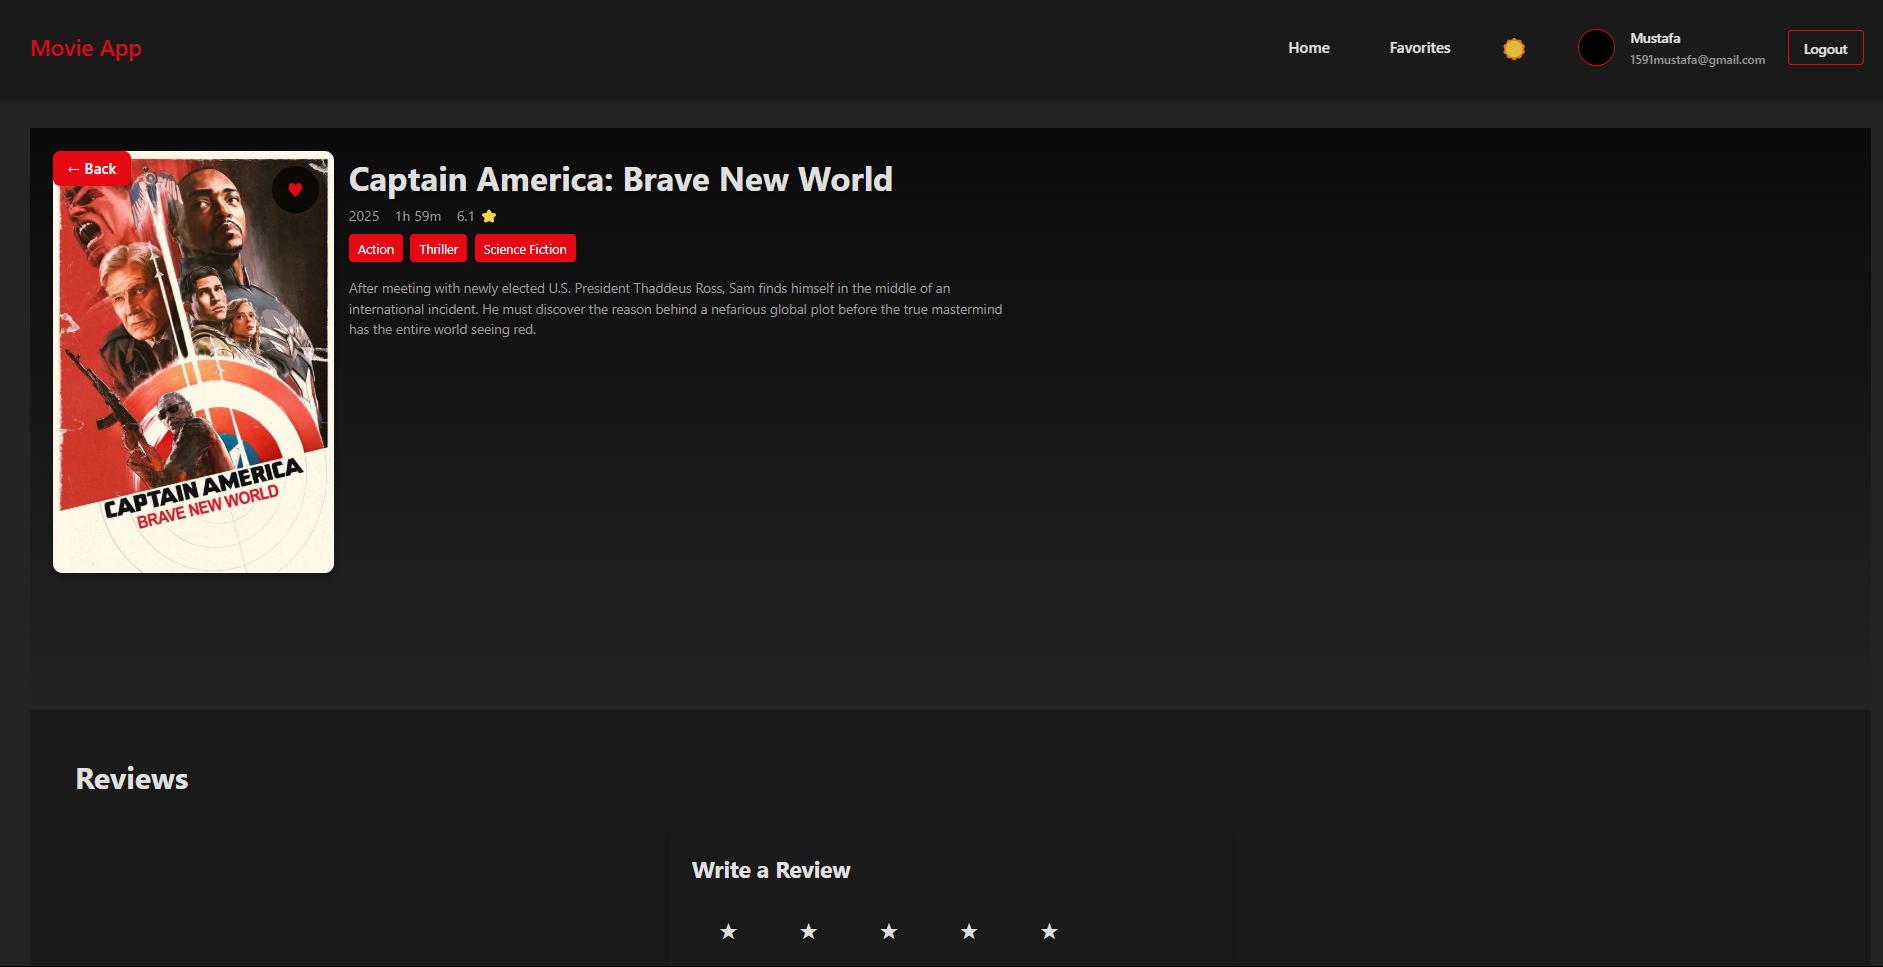 Movie App
Home
Favorites
Mustafa
1591mustafa@gmail.com
Logout
← Back
CAPTAIN AMERICA
BRAVE NEW WORLD
Captain America: Brave New World
2025 1h 59m 6.1
Action Thriller Science Fiction
After meeting with newly elected U.S. President Thaddeus Ross, Sam finds himself in the middle of an
international incident. He must discover the reason behind a nefarious global plot before the true mastermind
has the entire world seeing red.
Reviews
Write a Review